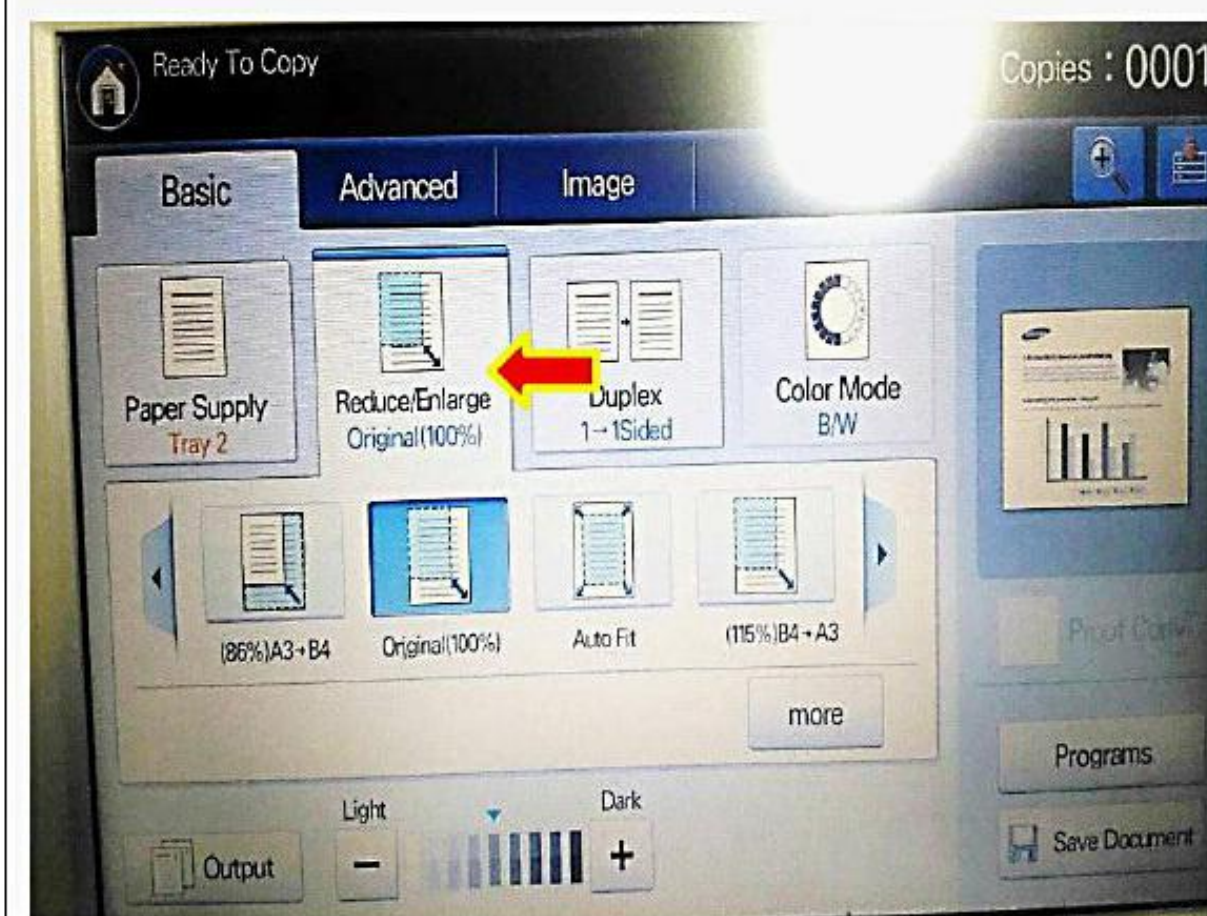 Ready To Copy
Copies : 0001
Basic
Advanced
Image
Paper Supply
Tray 2
Reduce/Enlarge
Original(100%)
Duplex
1→1Sided
Color Mode
B/W
(86%)A3→B4
Original(100%)
Auto Fit
(115%)B4→A3
more
Proof Copy
Programs
Light
Dark
Output
−
+
Save Document